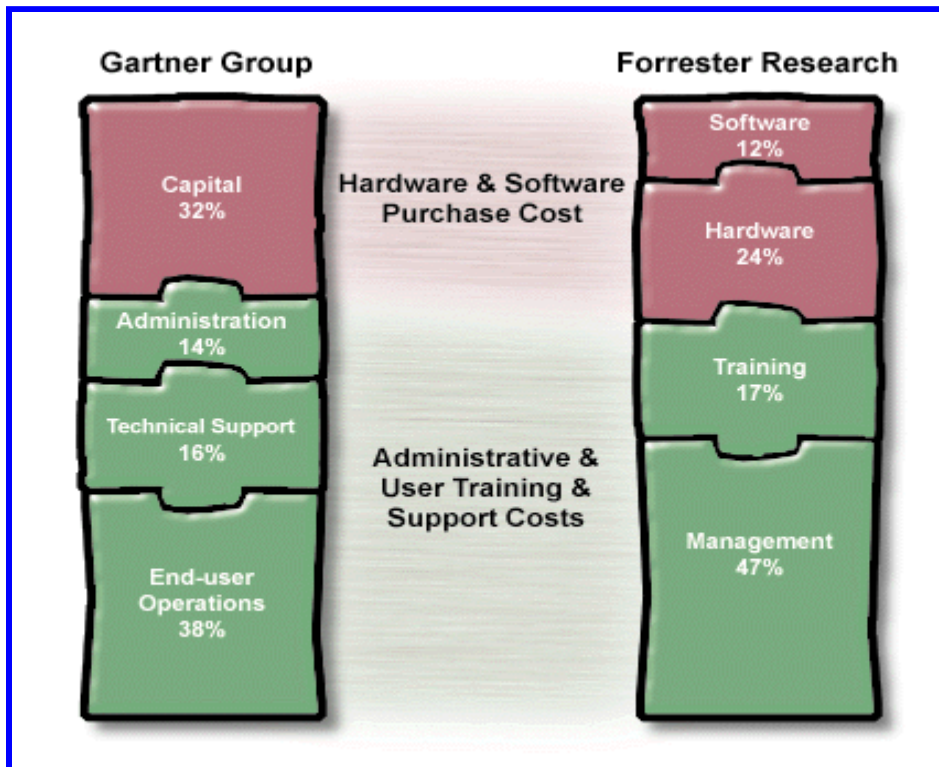 Gartner Group
Capital
32%
Administration
14%
Technical Support
16%
End-user
Operations
38%
Hardware & Software
Purchase Cost
Administrative &
User Training &
Support Costs
Forrester Research
Software
12%
Hardware
24%
Training
17%
Management
47%